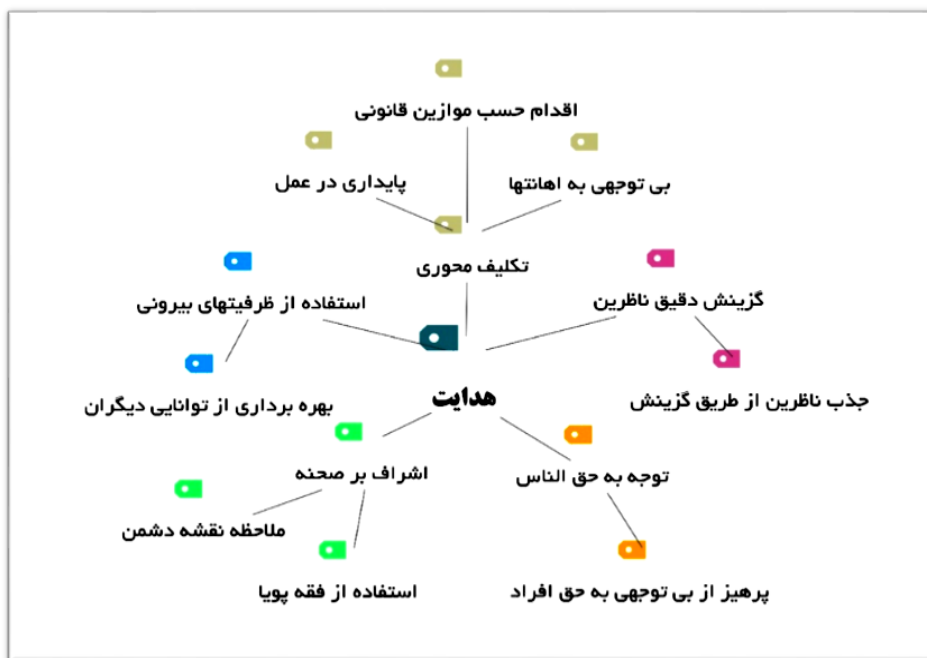 اقدام حسب موازین قانونی
پایداری در عمل
بی توجهی به اهانتها
تکلیف محوری
گزینش دقیق ناظرین
استفاده از ظرفیتهای بیرونی
هدایت
جذب ناظرین از طریق گزینش
بهره برداری از توانایی دیگران
توجه به حق الناس
اشراف بر صحنه
ملاحظه نقشه دشمن
پرهیز از بی توجهی به حق افراد
استفاده از فقه پویا